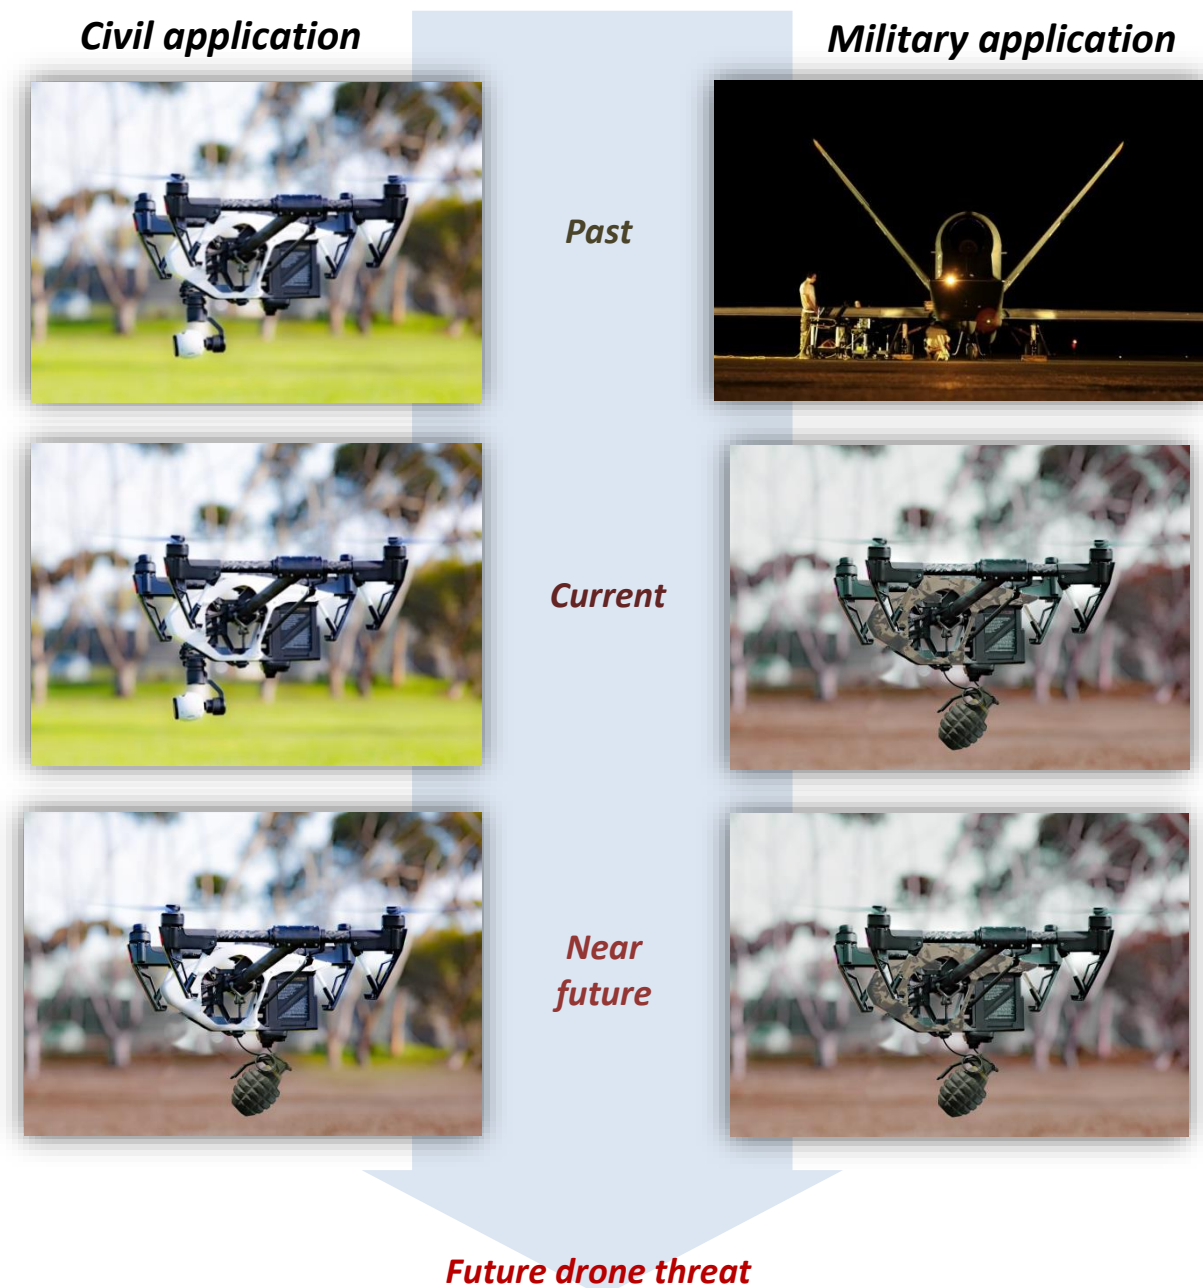 Civil application
Military application
Past
Current
Near
future
Future drone threat